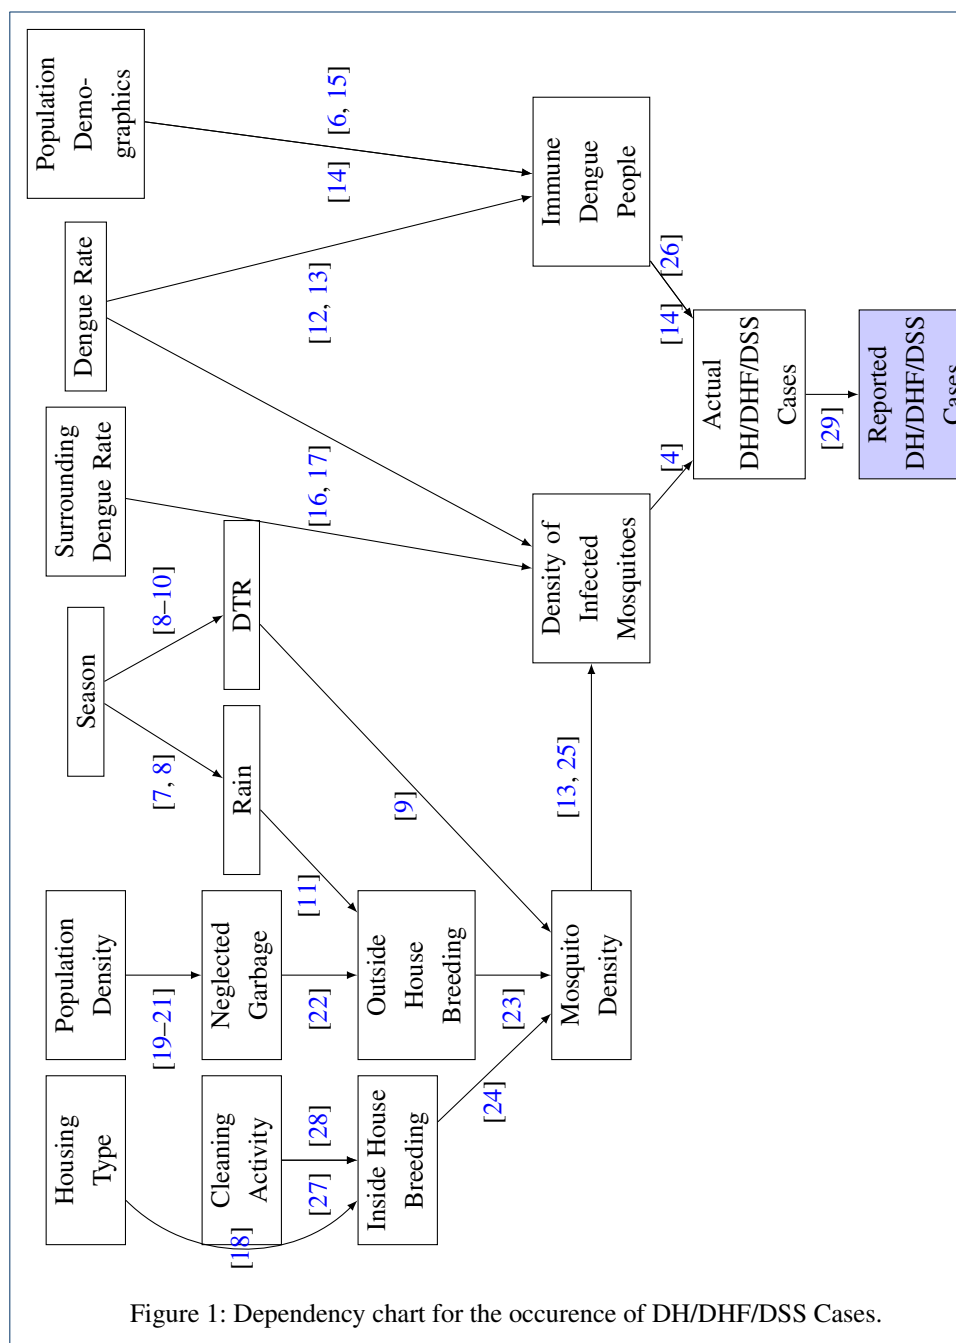 Housing
Type
Population
Density
Season
Surrounding
Dengue Rate
Dengue Rate
Population
Demo-
graphics
[18]
[19–21]
[7, 8]
[8–10]
Cleaning
Activity
Neglected
Garbage
Rain
DTR
[27]
[28]
[22]
[11]
[9]
[16, 17]
[12, 13]
[14]
[6, 15]
Inside House
Breeding
Outside
House
Breeding
[24]
[23]
Mosquito
Density
[13, 25]
Density of
Infected
Mosquitoes
Immune
Dengue
People
[4]
[14]
[26]
Actual
DH/DHF/DSS
Cases
[29]
Reported
DH/DHF/DSS
Cases
Figure 1: Dependency chart for the occurence of DH/DHF/DSS Cases.